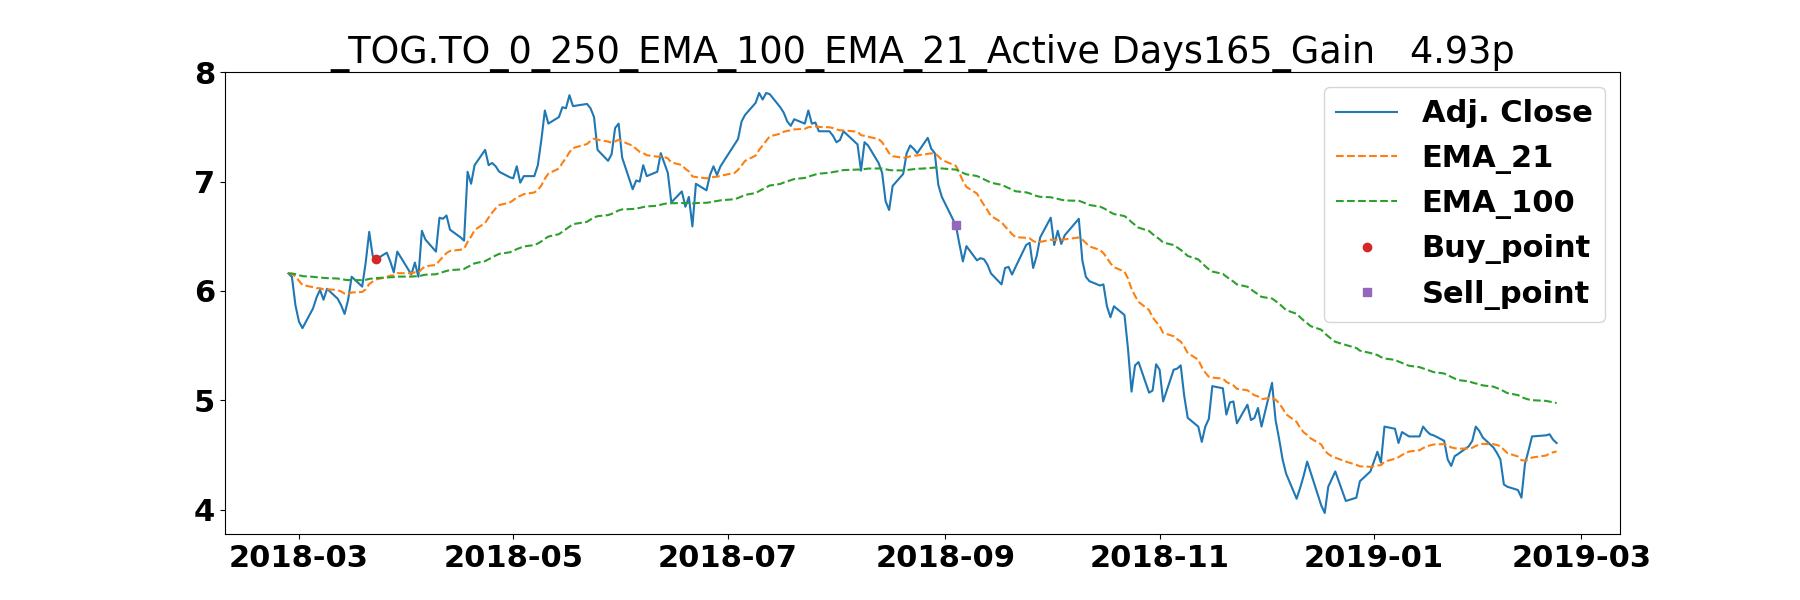 _TOG.TO_0_250_EMA_100_EMA_21_Active Days165_Gain   4.93p
8
7
6
5
4
Adj. Close
EMA_21
EMA_100
Buy_point
Sell_point
2018-03 2018-05 2018-07 2018-09 2018-11 2019-01 2019-03